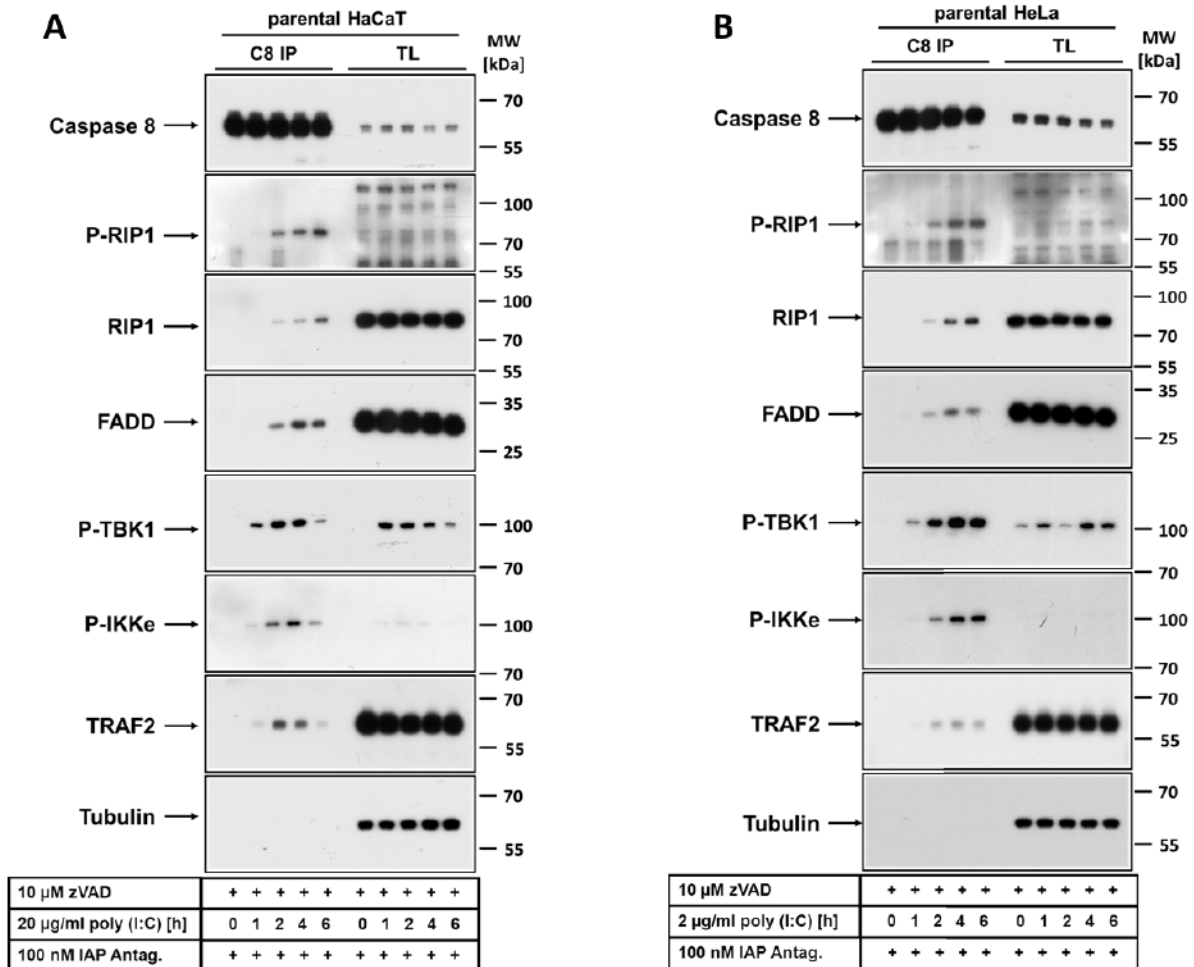 A
parental HaCaT
C8 IP TL
MW
[kDa]
Caspase 8
70
55
P-RIP1
100
70
55
RIP1
100
70
55
FADD
35
25
P-TBK1
100
70
P-IKKe
100
70
TRAF2
70
55
Tubulin
70
55
10 µM zVAD + + + + + + + + + +
20 µg/ml poly (I:C) [h] 0 1 2 4 6 0 1 2 4 6
100 nM IAP Antag. + + + + + + + + + +
B
parental HeLa
C8 IP TL
MW
[kDa]
Caspase 8
70
55
P-RIP1
100
70
55
RIP1
100
70
55
FADD
35
25
P-TBK1
100
70
P-IKKe
100
70
TRAF2
70
55
Tubulin
70
55
10 µM zVAD + + + + + + + + + +
2 µg/ml poly (I:C) [h] 0 1 2 4 6 0 1 2 4 6
100 nM IAP Antag. + + + + + + + + + +